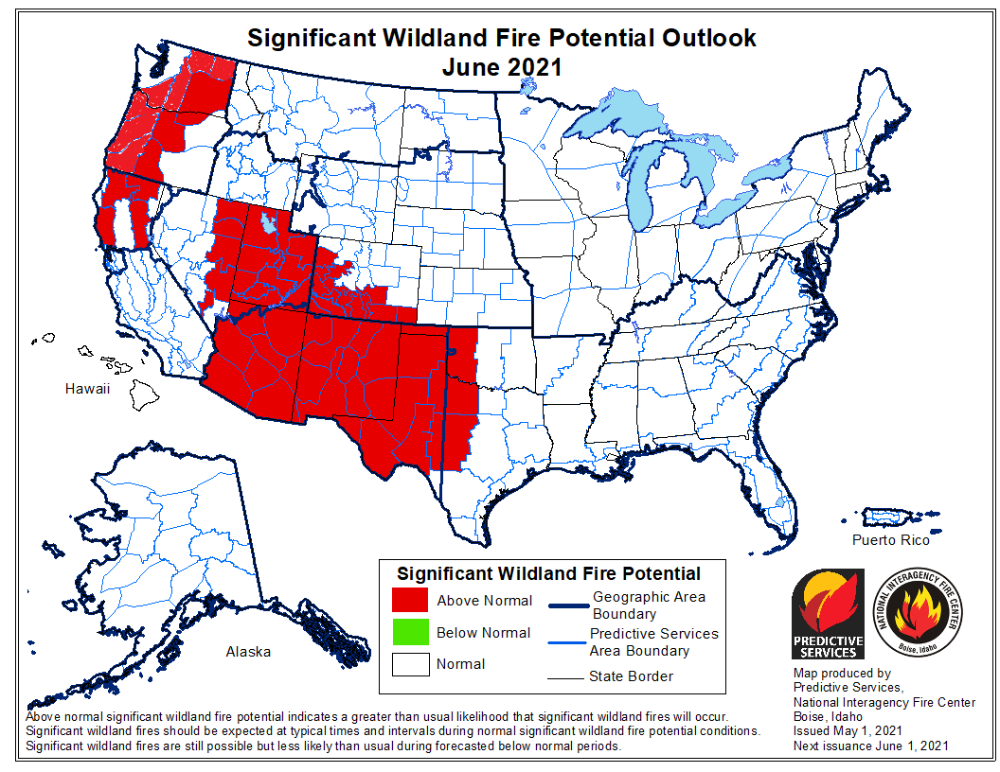 Significant Wildland Fire Potential Outlook
June 2021
Hawaii
Alaska
Puerto Rico
Significant Wildland Fire Potential
Above Normal
Below Normal
Normal
Geographic Area
Boundary
Predictive Services
Area Boundary
State Border
PREDICTIVE
SERVICES
NATIONAL INTERAGENCY FIRE CENTER
Boise, Idaho
Map produced by
Predictive Services,
National Interagency Fire Center
Boise, Idaho
Issued May 1, 2021
Next issuance June 1, 2021
Above normal significant wildland fire potential indicates a greater than usual likelihood that significant wildland fires will occur.
Significant wildland fires should be expected at typical times and intervals during normal significant wildland fire potential conditions.
Significant wildland fires are still possible but less likely than usual during forecasted below normal periods.